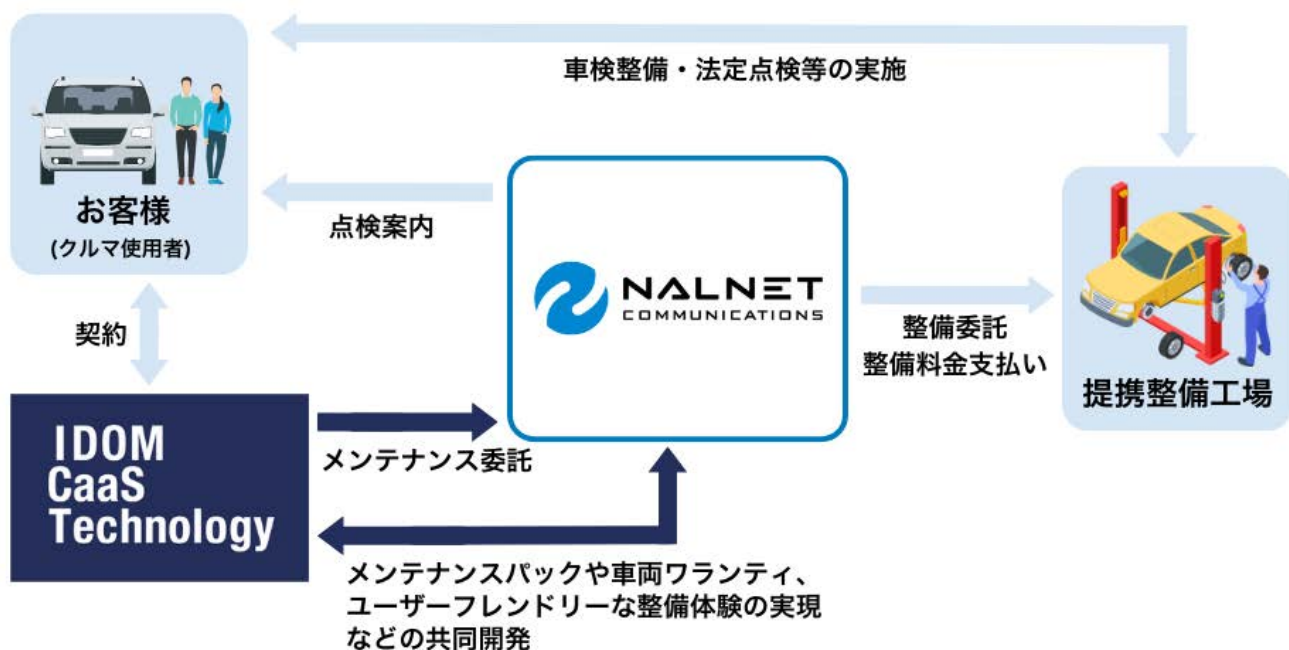 車検整備・法定点検等の実施
お客様
(クルマ使用者)
点検案内
NALNET
COMMUNICATIONS
整備委託
整備料金支払い
提携整備工場
契約
IDOM
CaaS
Technology
メンテナンス委託
メンテナンスパックや車両ワランティ、
ユーザーフレンドリーな整備体験の実現
などの共同開発